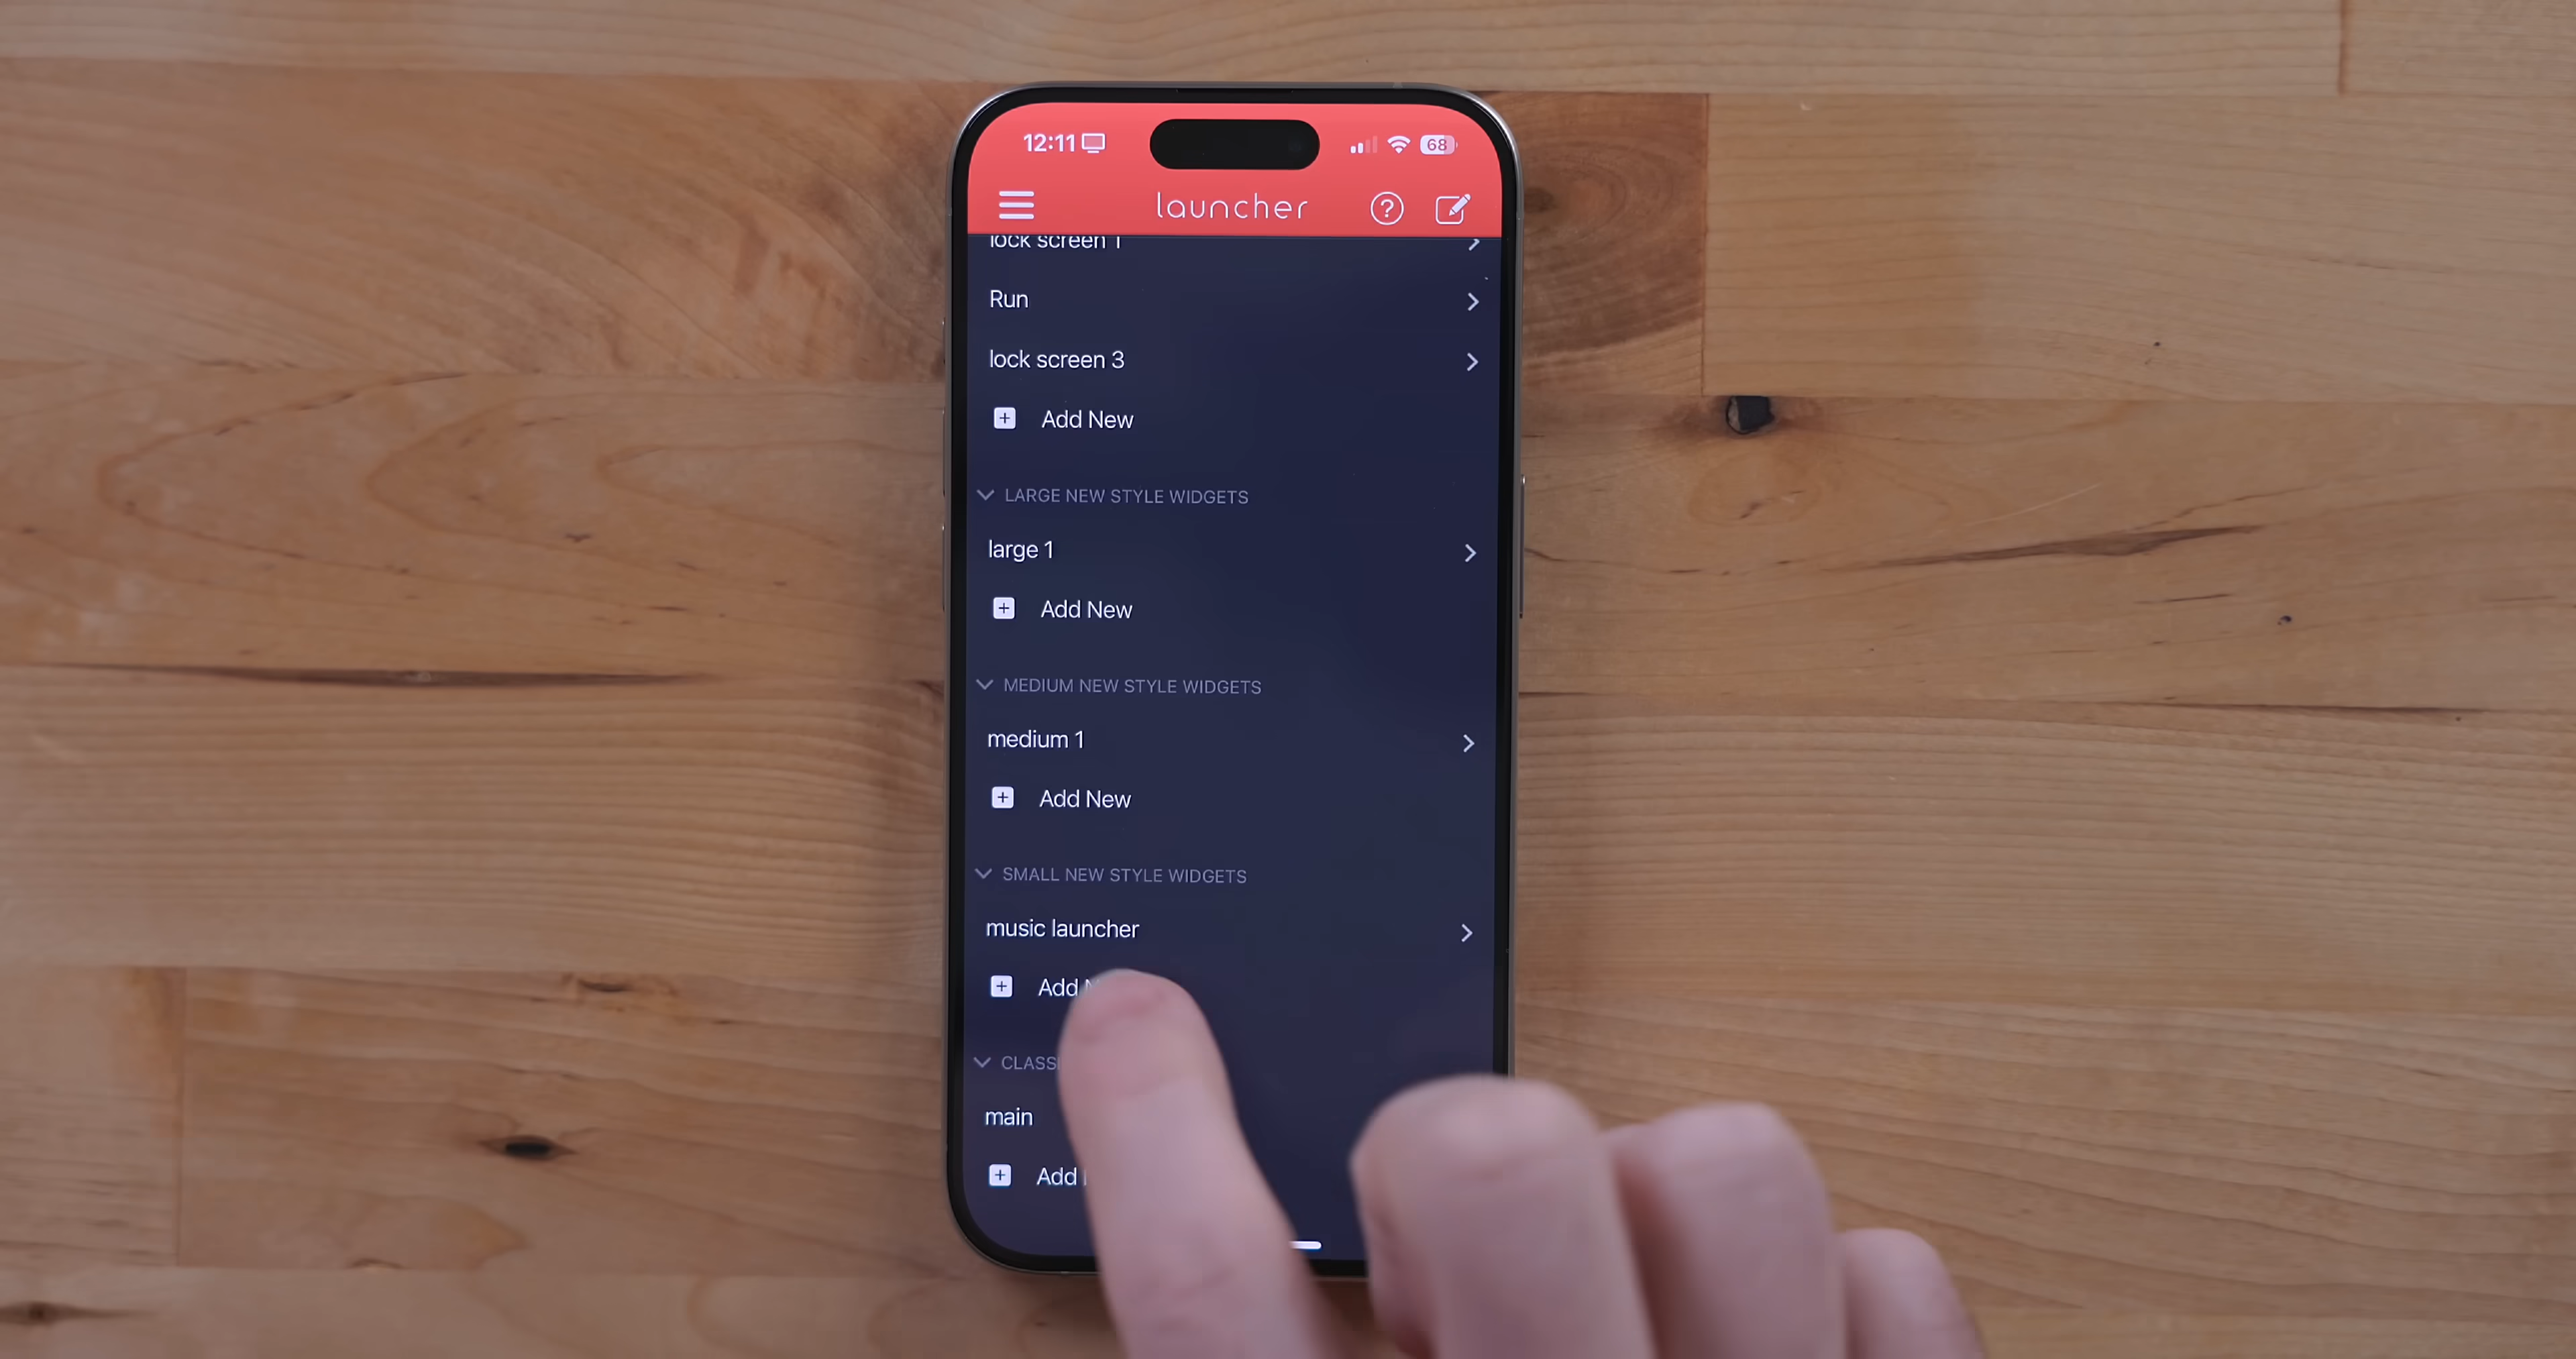 12:11
68
launcher
lock screen 1
Run
lock screen 3
Add New
LARGE NEW STYLE WIDGETS
large 1
Add New
MEDIUM NEW STYLE WIDGETS
medium 1
Add New
SMALL NEW STYLE WIDGETS
music launcher
Add
main
Add